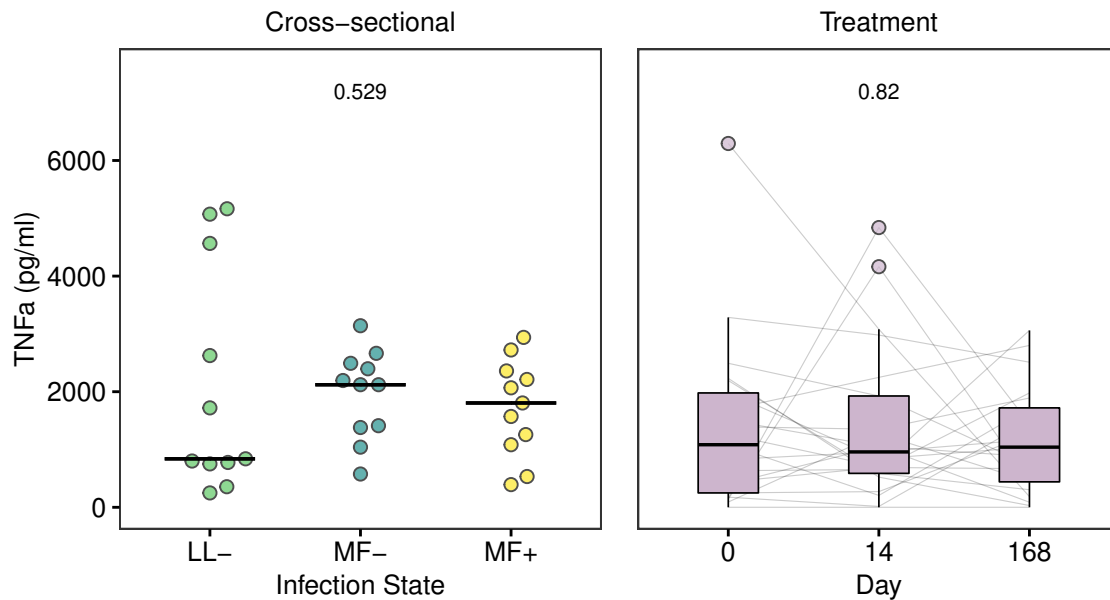 Cross−sectional
Treatment
0.529
0.82
TNFa (pg/ml)
6000
4000
2000
0
LL−
MF−
MF+
Infection State
0
14
168
Day